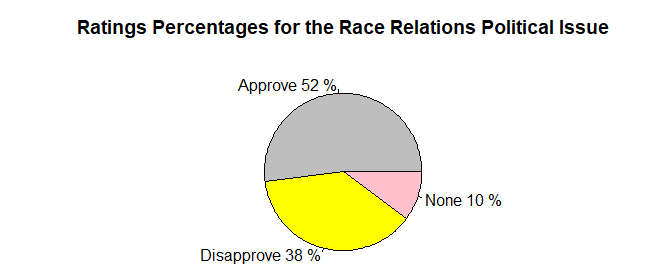 Ratings Percentages for the Race Relations Political Issue
Approve 52 %
None 10 %
Disapprove 38 %